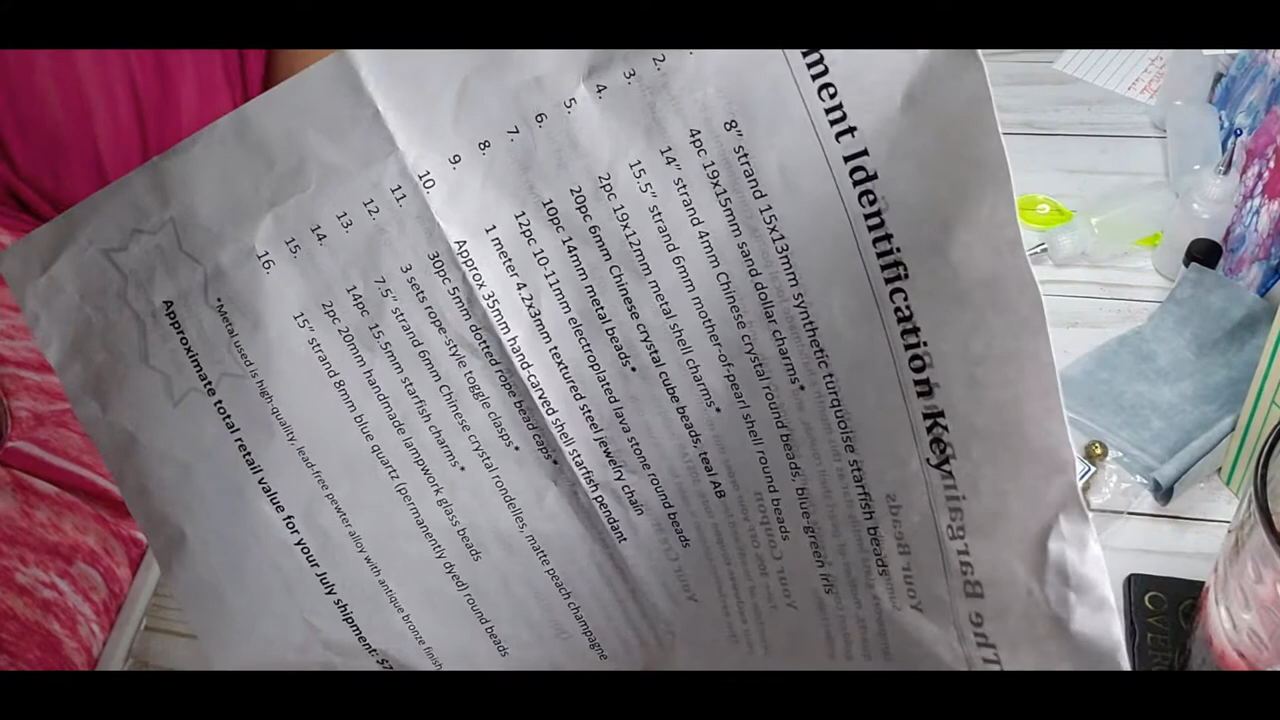 ment Identification Key
8" strand 15x13mm synthetic turquoise starfish beads
2. 4pc 19x15mm sand dollar charms*
3. 14" strand 4mm Chinese crystal round beads, blue-green iris
4. 15.5" strand 6mm mother-of-pearl shell round beads
5. 2pc 19x12mm metal shell charms*
6. 20pc 6mm Chinese crystal cube beads, teal AB
7. 10pc 14mm metal beads*
8. 12pc 10-11mm electroplated lava stone round beads
9. 1 meter 4.2x3mm textured steel jewelry chain
10. Approx 35mm hand-carved shell starfish pendant
11. 30pc 5mm dotted rope bead caps*
12. 3 sets rope-style toggle clasps*
13. 7.5" strand 6mm Chinese crystal rondelles, matte peach champagne
14. 14pc 15.5mm starfish charms*
15. 2pc 20mm handmade lampwork glass beads
16. 15" strand 8mm blue quartz (permanently dyed) round beads
*Metal used is high-quality, lead-free pewter alloy with antique bronze finish
Approximate total retail value for your July shipment: $7
The Bargain
Your Beads
Your Coupon
OVER